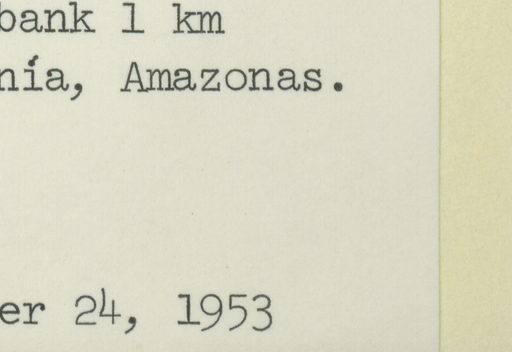 bank 1 km
nía, Amazonas.
er 24, 1953